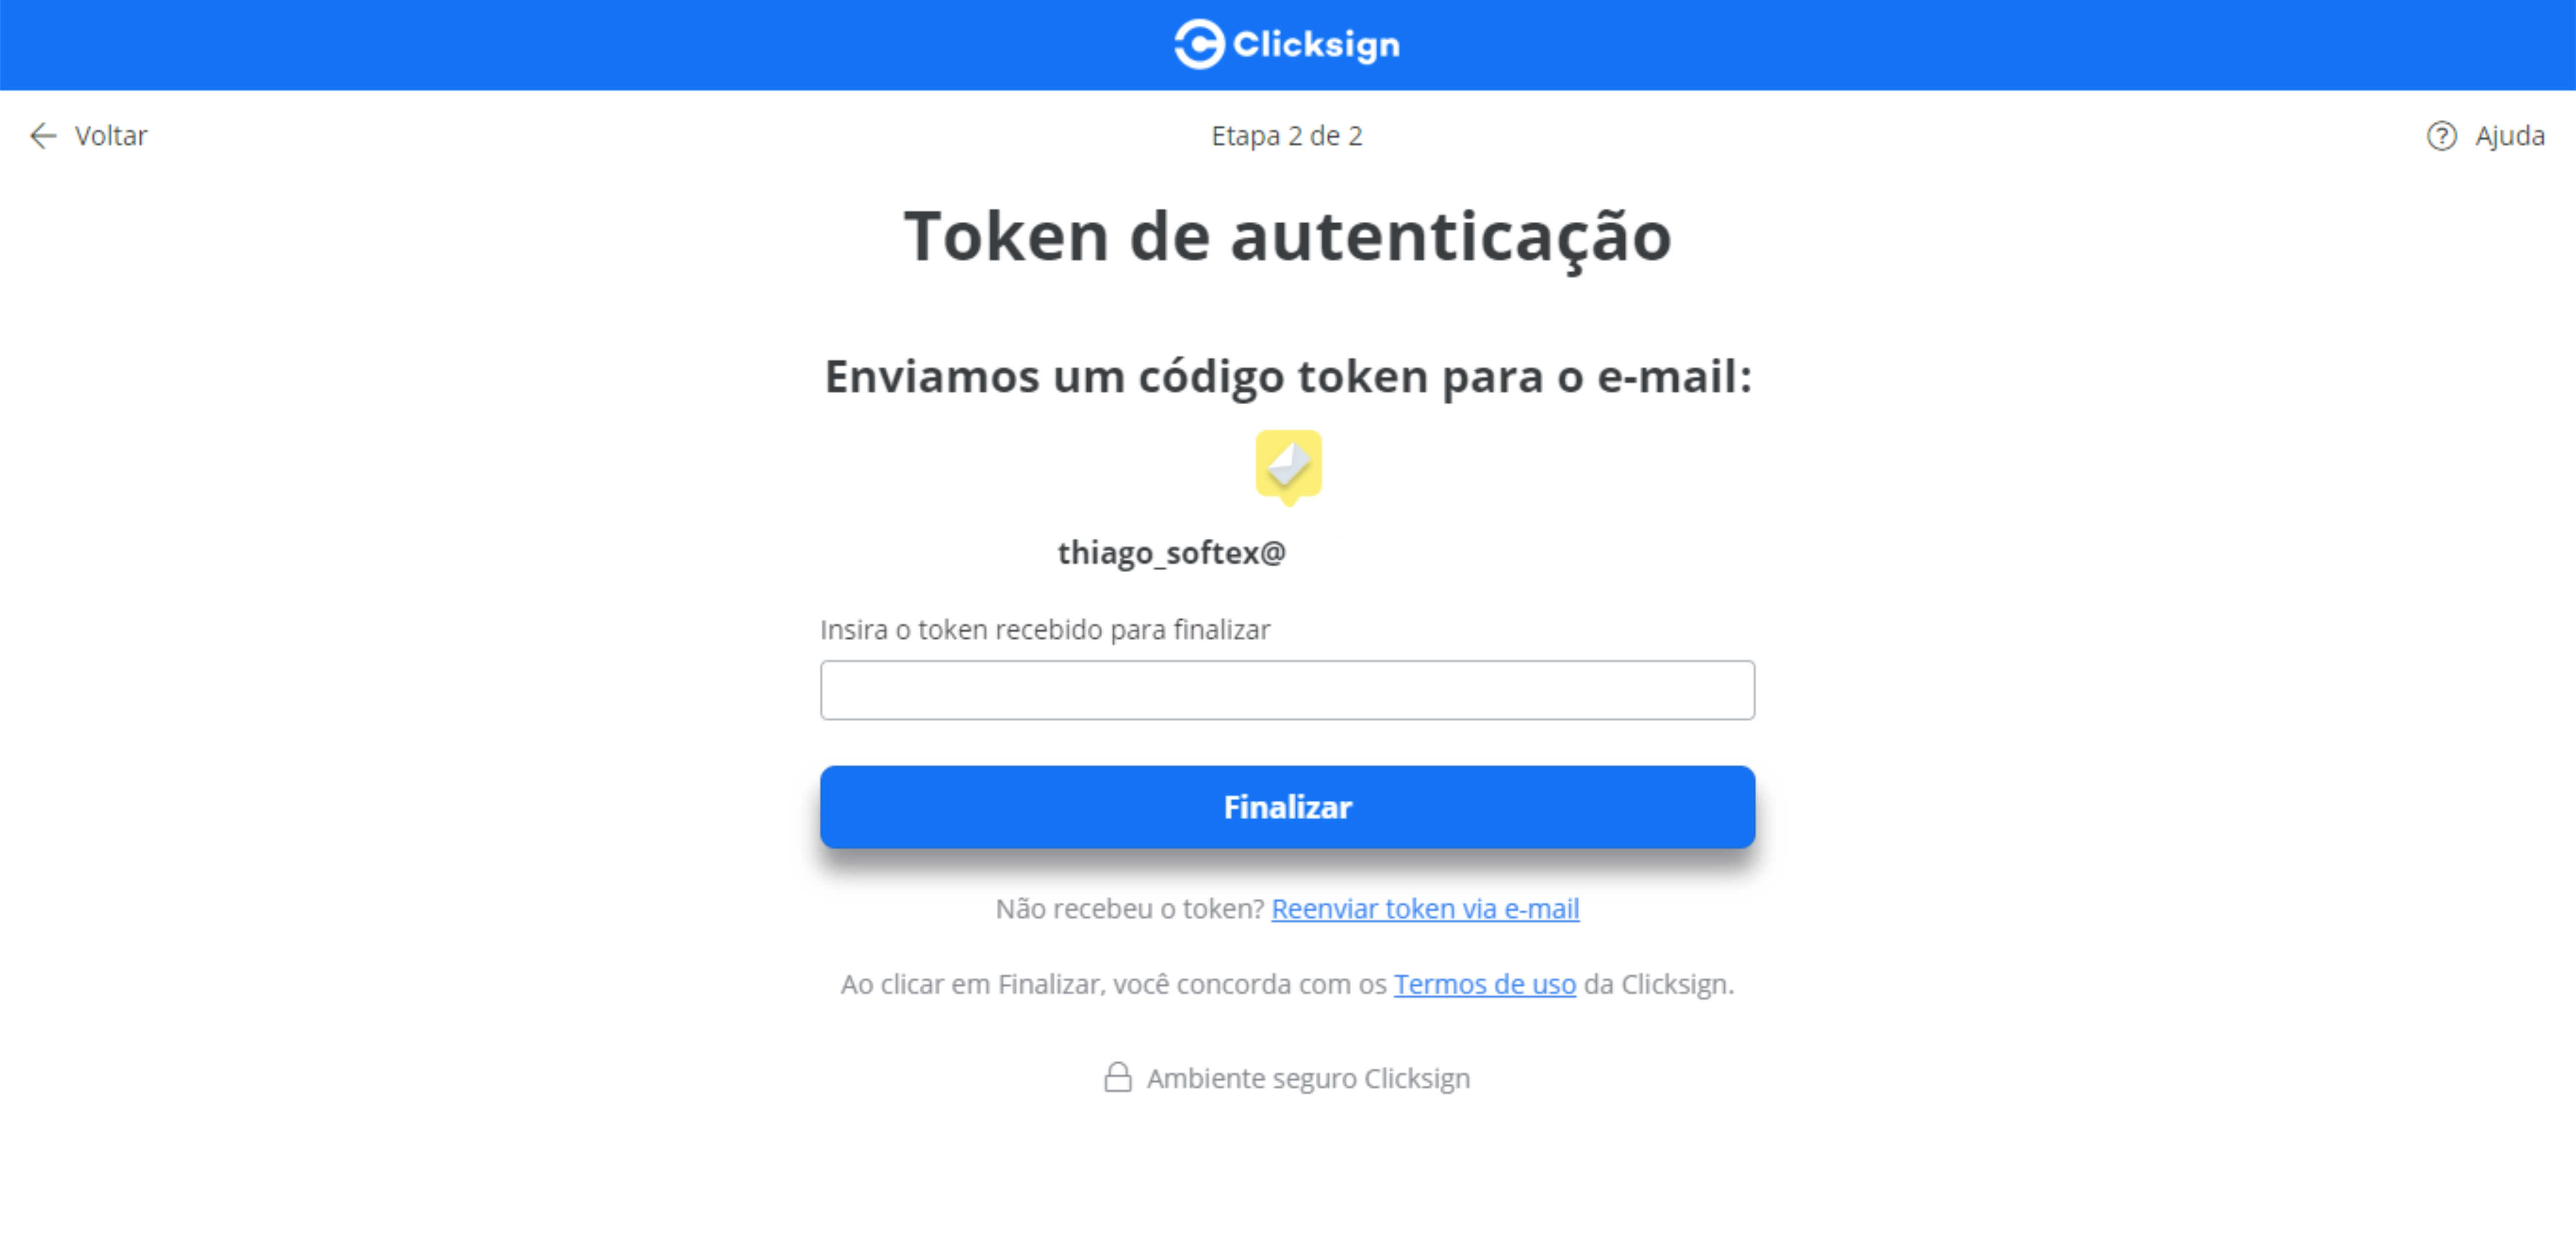 Clicksign
Voltar
Etapa 2 de 2
Ajuda
Token de autenticação
Enviamos um código token para o e-mail:
thiago_softex@
Insira o token recebido para finalizar
Finalizar
Não recebeu o token? Reenviar token via e-mail
Ao clicar em Finalizar, você concorda com os Termos de uso da Clicksign.
Ambiente seguro Clicksign